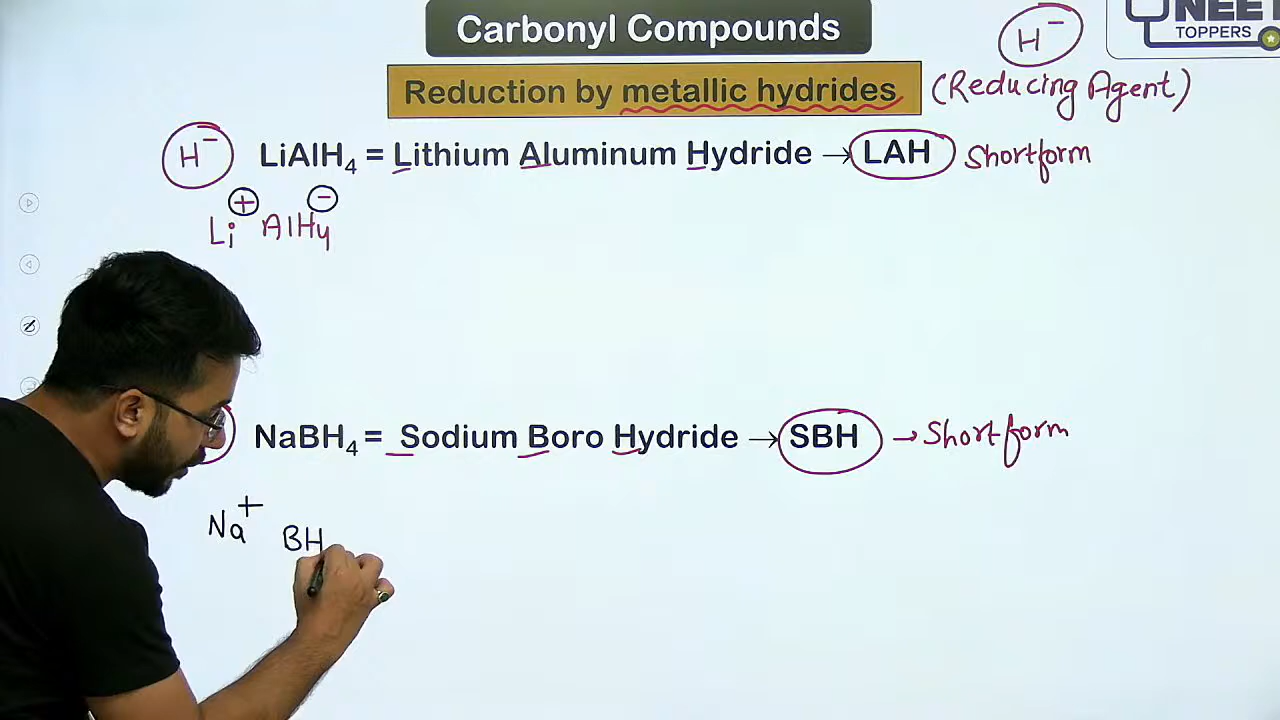 Carbonyl Compounds
NEET
TOPPERS
H⁻
Reduction by metallic hydrides (Reducing Agent)
H⁻ LiAlH₄ = Lithium Aluminum Hydride → LAH Shortform
Li⁺ AlH₄⁻
NaBH₄ = Sodium Boro Hydride → SBH → Shortform
Na⁺ BH